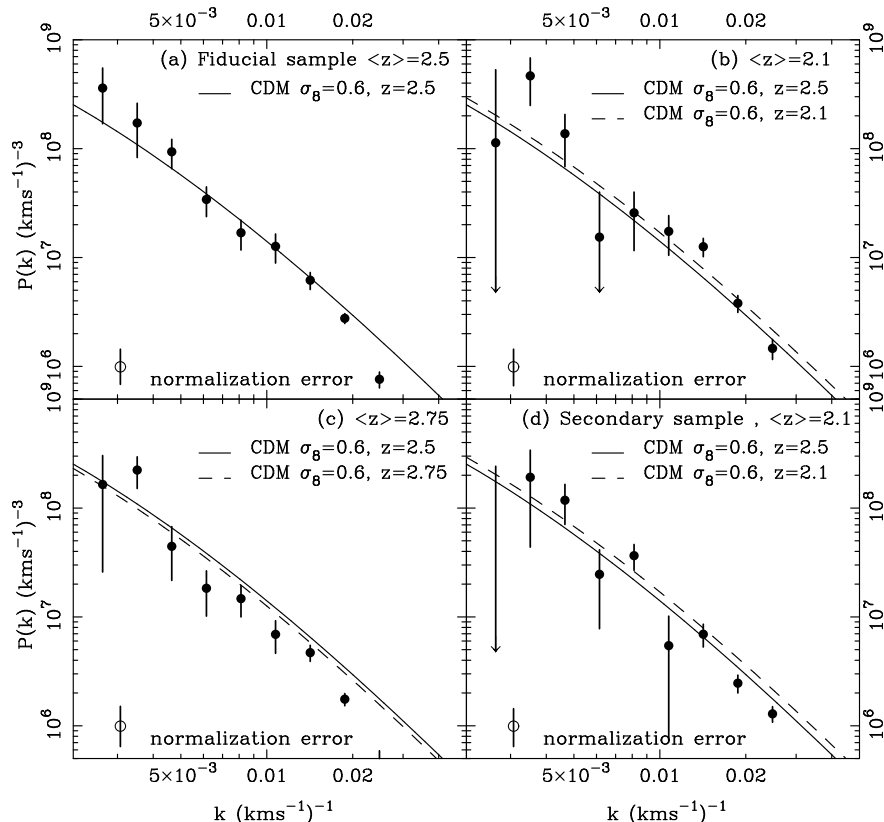 5×10⁻³ 0.01 0.02 5×10⁻³ 0.01 0.02
10⁹ 10⁹
(a) Fiducial sample <z>=2.5
CDM σ₈=0.6, z=2.5
(b) <z>=2.1
CDM σ₈=0.6, z=2.5
CDM σ₈=0.6, z=2.1
10⁸ 10⁸
P(k) (kms⁻¹)⁻³
10⁷ 10⁷
10⁶ 10⁶
normalization error
normalization error
10⁹ 10⁹
(c) <z>=2.75
CDM σ₈=0.6, z=2.5
CDM σ₈=0.6, z=2.75
(d) Secondary sample , <z>=2.1
CDM σ₈=0.6, z=2.5
CDM σ₈=0.6, z=2.1
10⁸ 10⁸
P(k) (kms⁻¹)⁻³
10⁷ 10⁷
10⁶ 10⁶
normalization error
normalization error
5×10⁻³ 0.01 0.02 5×10⁻³ 0.01 0.02
k (kms⁻¹)⁻¹ k (kms⁻¹)⁻¹